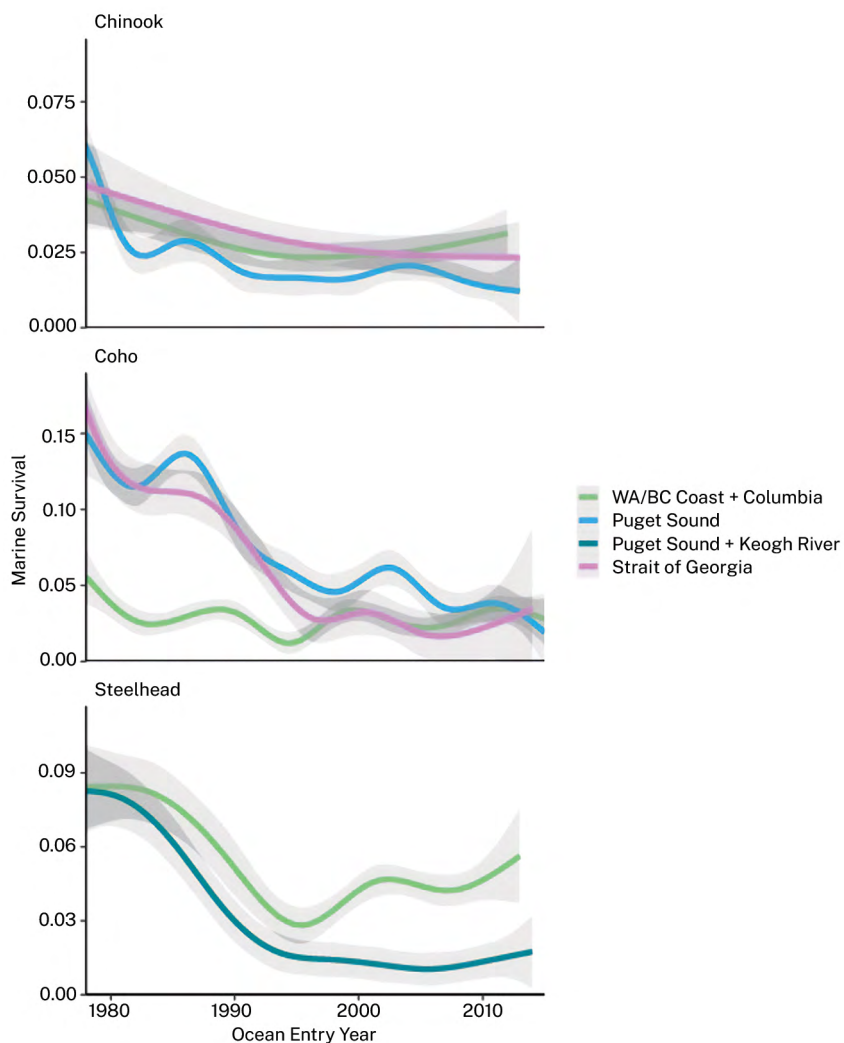 Chinook
0.075
0.050
0.025
0.000
Coho
0.15
0.10
0.05
0.00
Marine Survival
WA/BC Coast + Columbia
Puget Sound
Puget Sound + Keogh River
Strait of Georgia
Steelhead
0.09
0.06
0.03
0.00
1980 1990 2000 2010
Ocean Entry Year